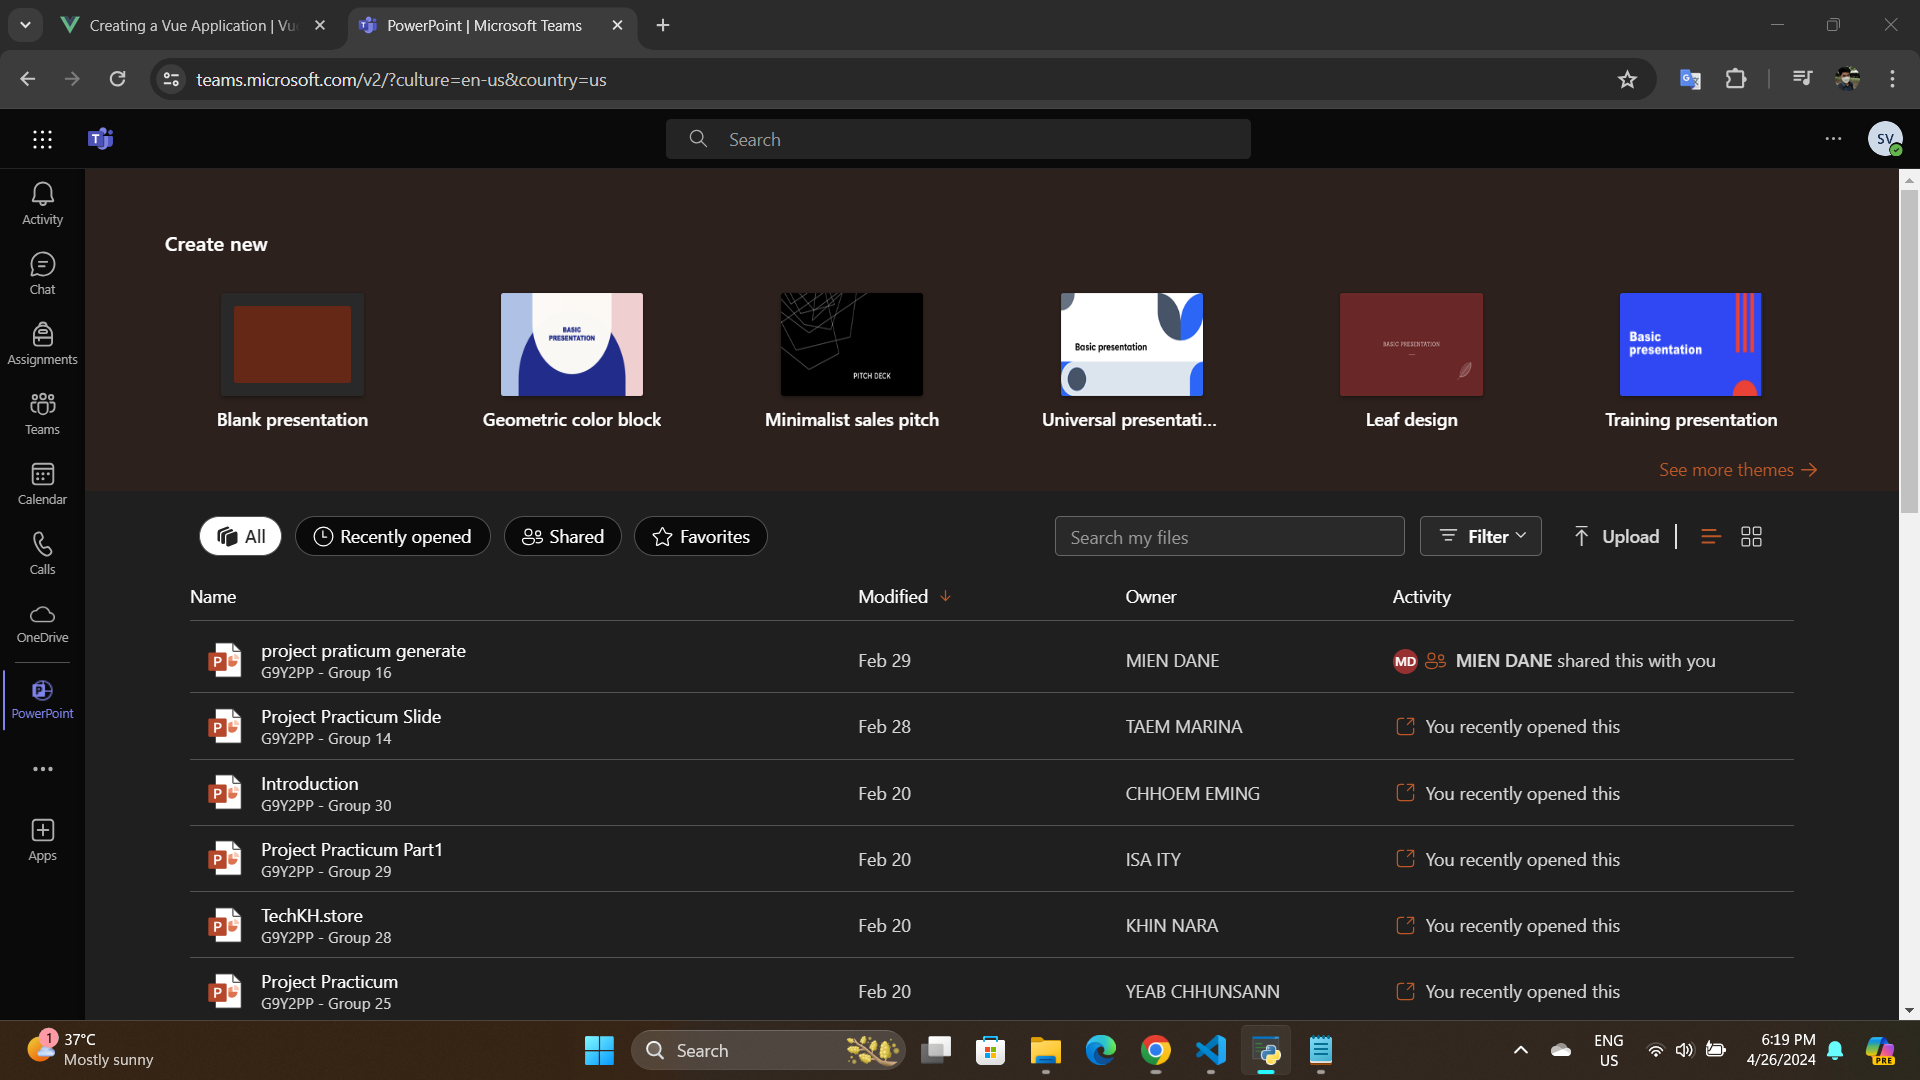 Creating a Vue Application | Vu
PowerPoint | Microsoft Teams
teams.microsoft.com/v2/?culture=en-us&country=us
Search
SV
Activity
Chat
Assignments
Teams
Calendar
Calls
OneDrive
PowerPoint
Apps
Create new
BASIC
PRESENTATION
PITCH DECK
Basic presentation
BASIC PRESENTATION
Basic
presentation
Blank presentation
Geometric color block
Minimalist sales pitch
Universal presentati...
Leaf design
Training presentation
See more themes
All
Recently opened
Shared
Favorites
Search my files
Filter
Upload
Name Modified Owner Activity
project praticum generate
G9Y2PP - Group 16
Feb 29
MIEN DANE
MD MIEN DANE shared this with you
Project Practicum Slide
G9Y2PP - Group 14
Feb 28
TAEM MARINA
You recently opened this
Introduction
G9Y2PP - Group 30
Feb 20
CHHOEM EMING
You recently opened this
Project Practicum Part1
G9Y2PP - Group 29
Feb 20
ISA ITY
You recently opened this
TechKH.store
G9Y2PP - Group 28
Feb 20
KHIN NARA
You recently opened this
Project Practicum
G9Y2PP - Group 25
Feb 20
YEAB CHHUNSANN
You recently opened this
1
37°C
Mostly sunny
Search
ENG
US
6:19 PM
4/26/2024
PRE